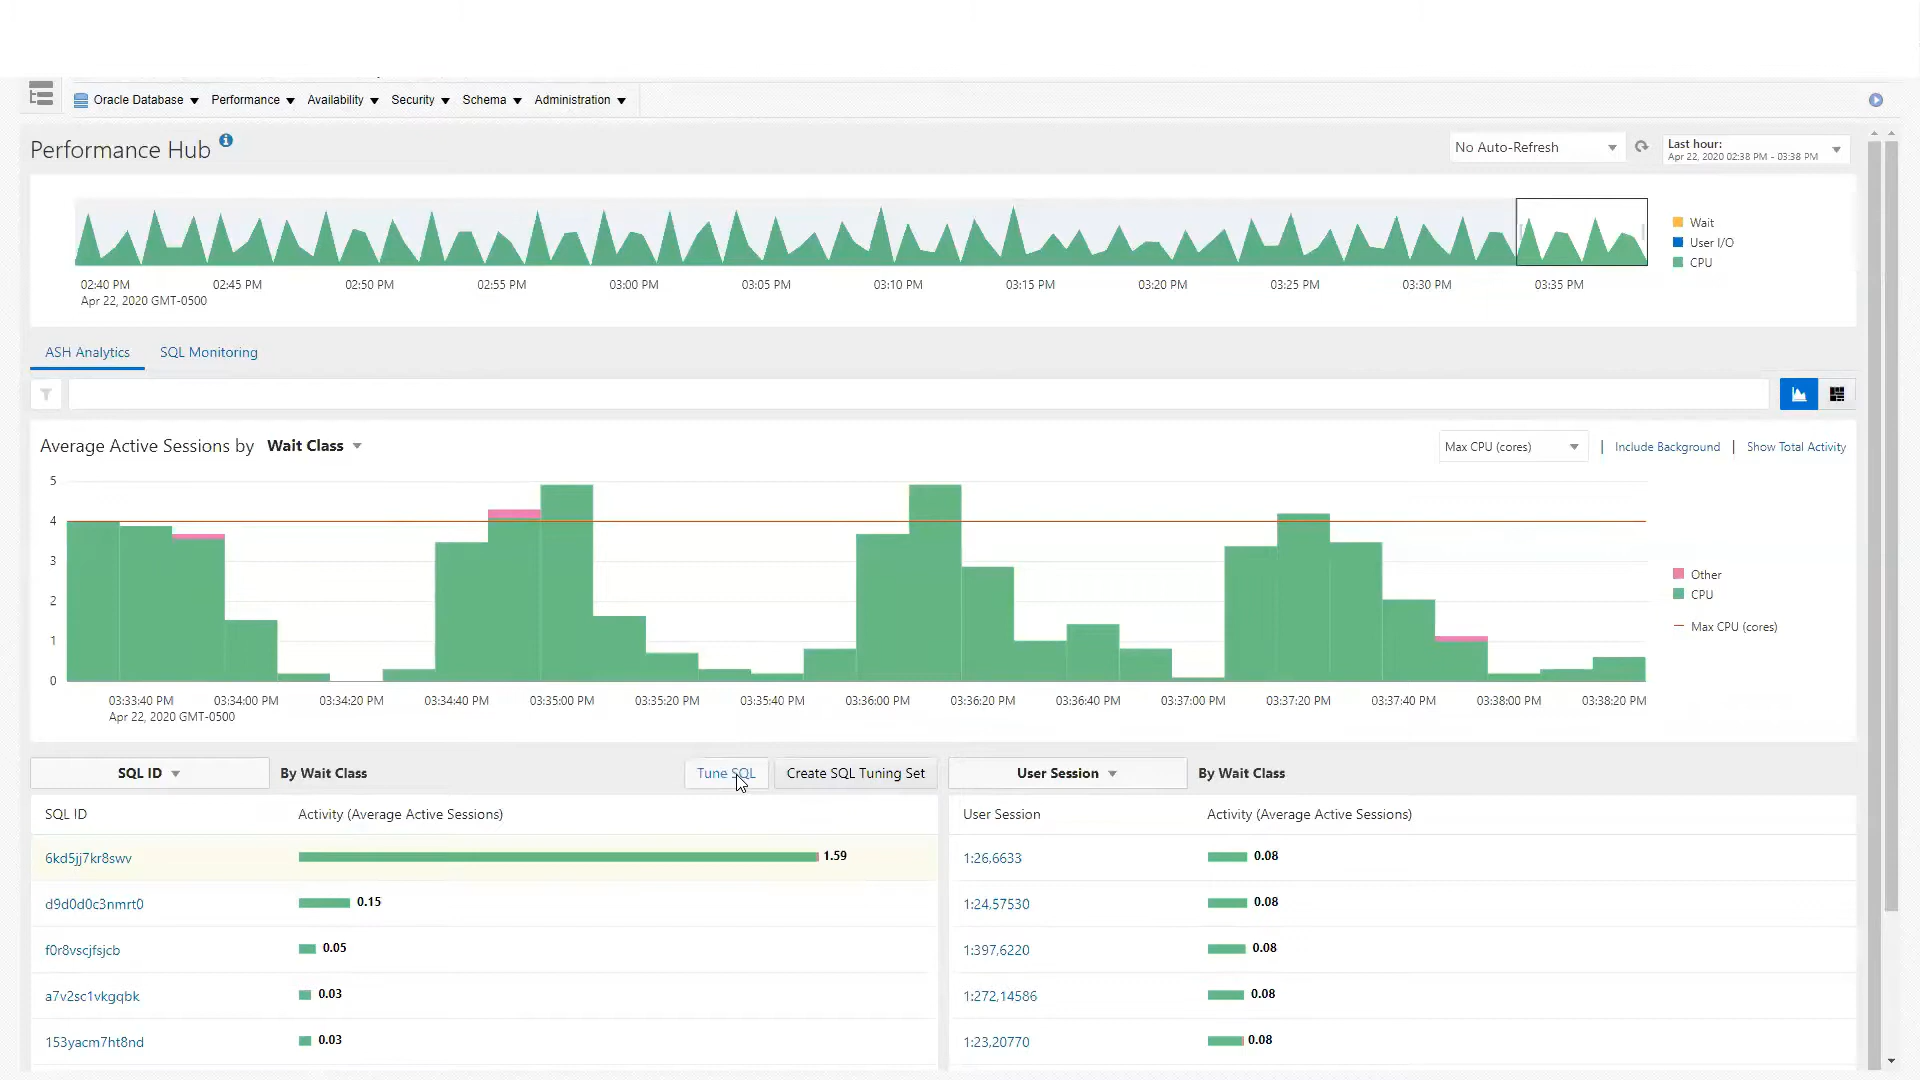 Oracle Database Performance Availability Security Schema Administration
Performance Hub
No Auto-Refresh
Last hour:
Apr 22, 2020 02:38 PM - 03:38 PM
Wait
User I/O
CPU
02:40 PM 02:45 PM 02:50 PM 02:55 PM 03:00 PM 03:05 PM 03:10 PM 03:15 PM 03:20 PM 03:25 PM 03:30 PM 03:35 PM
Apr 22, 2020 GMT-0500
ASH Analytics SQL Monitoring
Average Active Sessions by Wait Class
Max CPU (cores) | Include Background | Show Total Activity
5
4
3
2
1
0
Other
CPU
Max CPU (cores)
03:33:40 PM 03:34:00 PM 03:34:20 PM 03:34:40 PM 03:35:00 PM 03:35:20 PM 03:35:40 PM 03:36:00 PM 03:36:20 PM 03:36:40 PM 03:37:00 PM 03:37:20 PM 03:37:40 PM 03:38:00 PM 03:38:20 PM
Apr 22, 2020 GMT-0500
SQL ID By Wait Class Tune SQL Create SQL Tuning Set
SQL ID Activity (Average Active Sessions)
6kd5jj7kr8swv 1.59
d9d0d0c3nmrt0 0.15
f0r8vscjfsjcb 0.05
a7v2sc1vkgqbk 0.03
153yacm7ht8nd 0.03
User Session By Wait Class
User Session Activity (Average Active Sessions)
1:26,6633 0.08
1:24,57530 0.08
1:397,6220 0.08
1:272,14586 0.08
1:23,20770 0.08